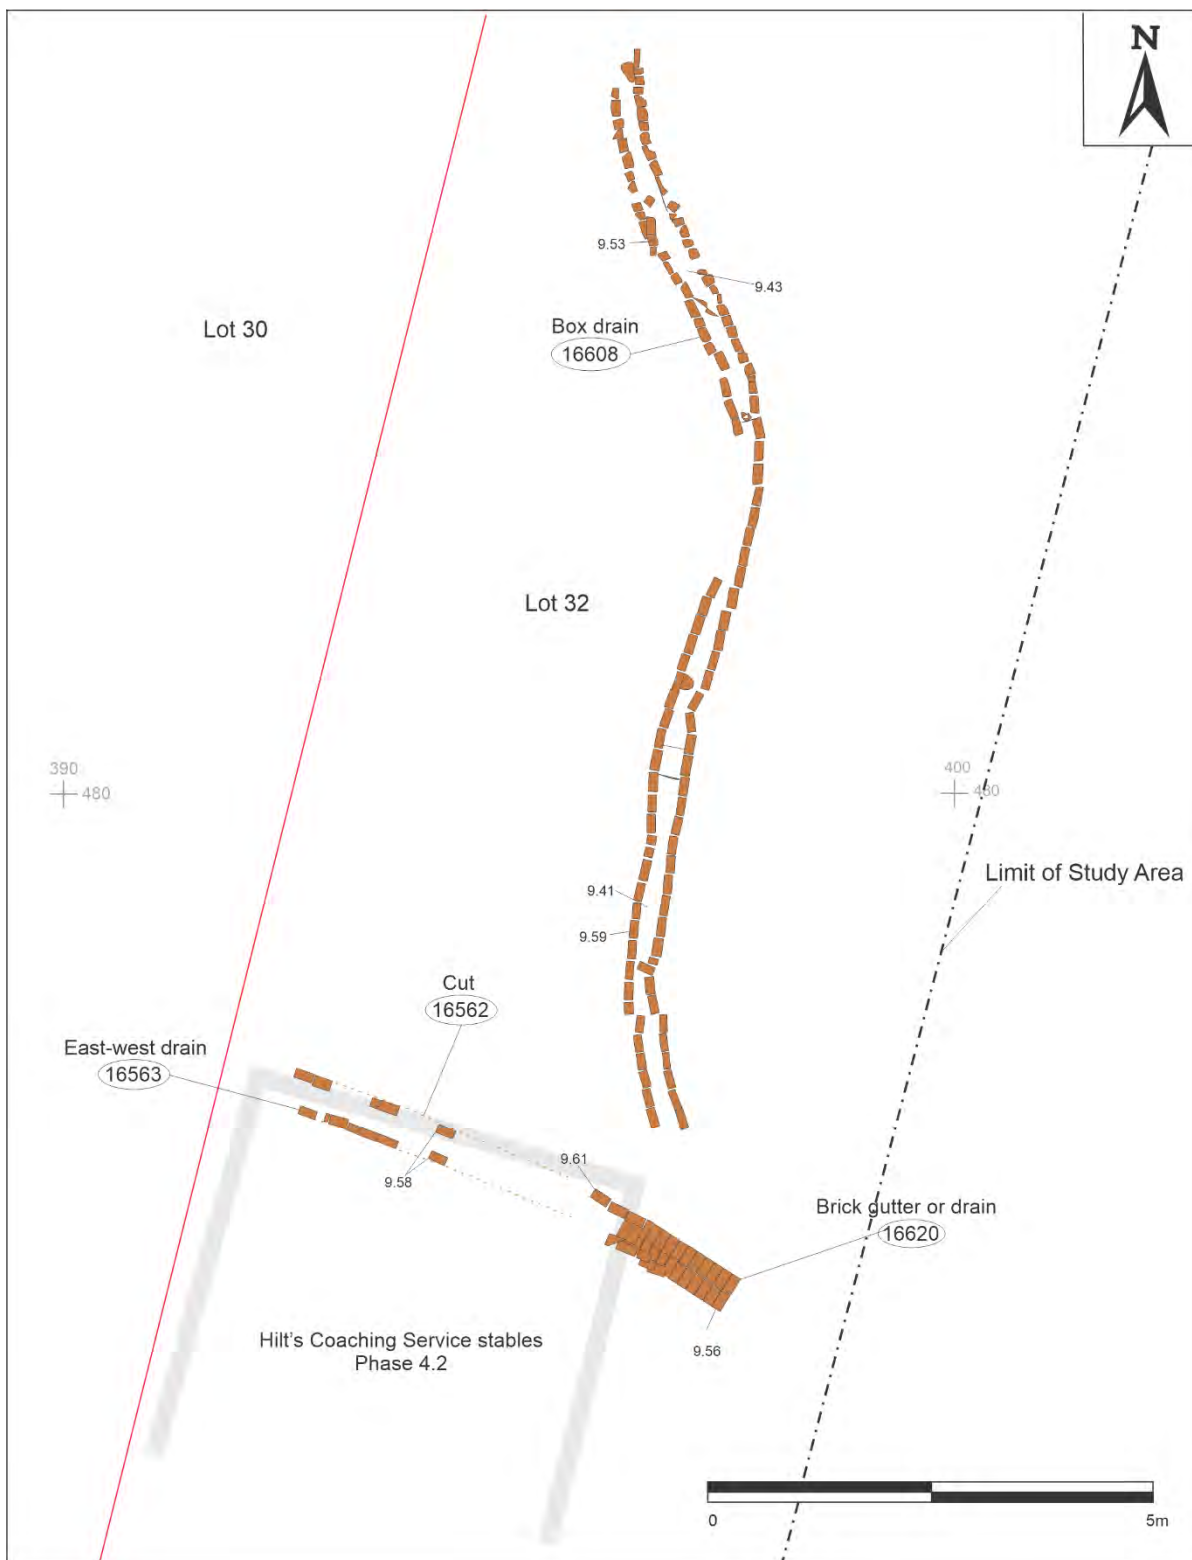 N
9.53
9.43
Lot 30
Box drain
16608
Lot 32
390
480
400
480
Limit of Study Area
9.41
9.59
Cut
16562
East-west drain
16563
9.58
9.61
Brick gutter or drain
16620
Hilt's Coaching Service stables
Phase 4.2
9.56
0
5m